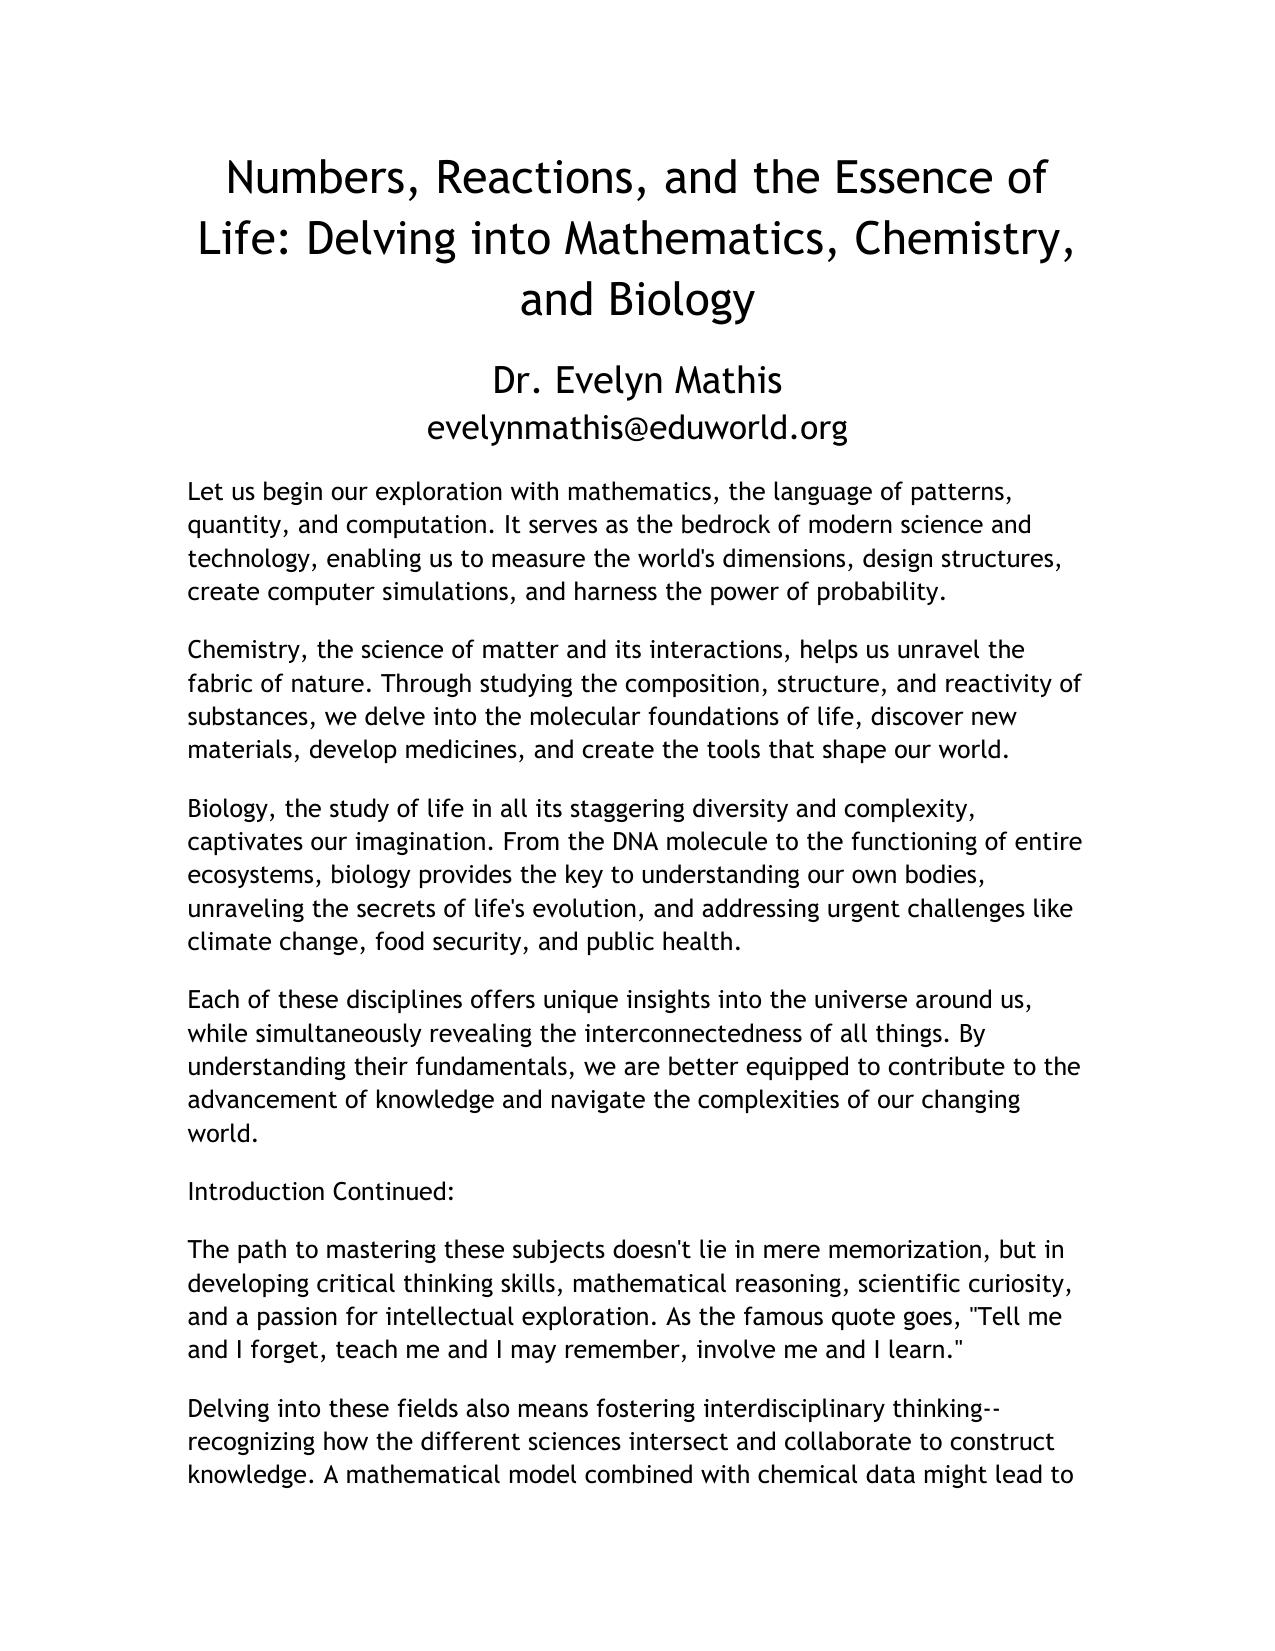 Numbers, Reactions, and the Essence of
Life: Delving into Mathematics, Chemistry,
and Biology
Dr. Evelyn Mathis
evelynmathis@eduworld.org
Let us begin our exploration with mathematics, the language of patterns,
quantity, and computation. It serves as the bedrock of modern science and
technology, enabling us to measure the world's dimensions, design structures,
create computer simulations, and harness the power of probability.
Chemistry, the science of matter and its interactions, helps us unravel the
fabric of nature. Through studying the composition, structure, and reactivity of
substances, we delve into the molecular foundations of life, discover new
materials, develop medicines, and create the tools that shape our world.
Biology, the study of life in all its staggering diversity and complexity,
captivates our imagination. From the DNA molecule to the functioning of entire
ecosystems, biology provides the key to understanding our own bodies,
unraveling the secrets of life's evolution, and addressing urgent challenges like
climate change, food security, and public health.
Each of these disciplines offers unique insights into the universe around us,
while simultaneously revealing the interconnectedness of all things. By
understanding their fundamentals, we are better equipped to contribute to the
advancement of knowledge and navigate the complexities of our changing
world.
Introduction Continued:
The path to mastering these subjects doesn't lie in mere memorization, but in
developing critical thinking skills, mathematical reasoning, scientific curiosity,
and a passion for intellectual exploration. As the famous quote goes, "Tell me
and I forget, teach me and I may remember, involve me and I learn."
Delving into these fields also means fostering interdisciplinary thinking--
recognizing how the different sciences intersect and collaborate to construct
knowledge. A mathematical model combined with chemical data might lead to